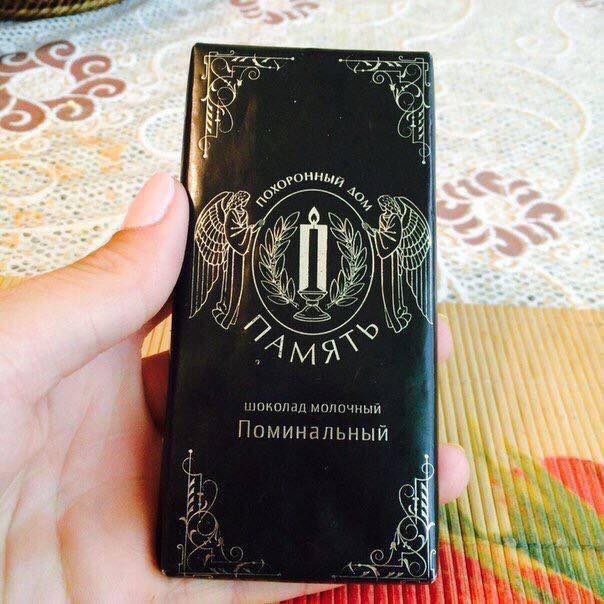 ПОХОРОННЫЙ ДОМ
П
ПАМЯТЬ
шоколад молочный
Поминальный